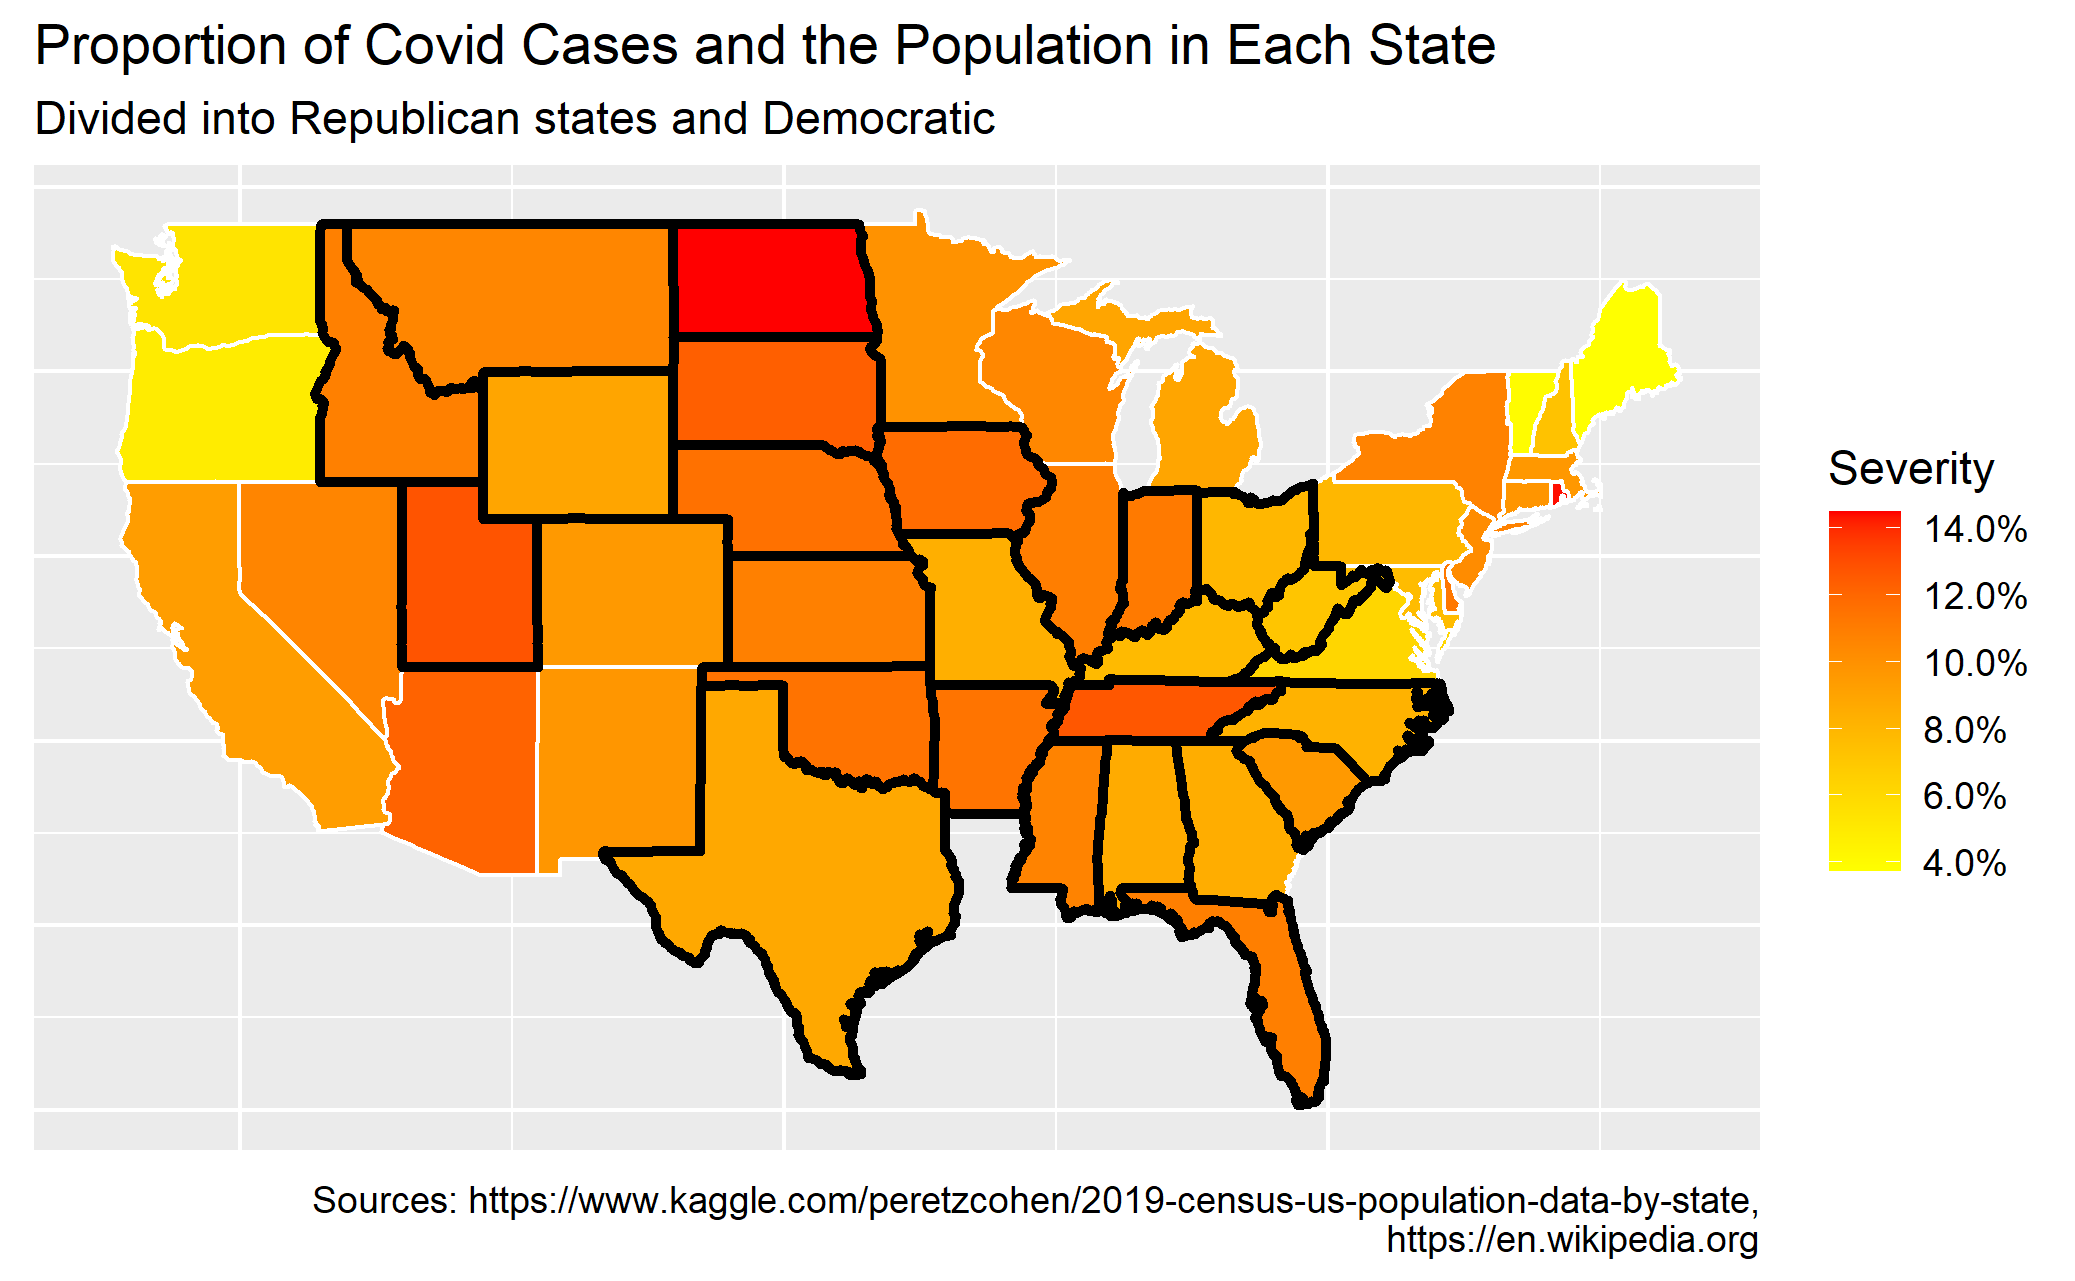 Proportion of Covid Cases and the Population in Each State
Divided into Republican states and Democratic
Severity
14.0%
12.0%
10.0%
8.0%
6.0%
4.0%
Sources: https://www.kaggle.com/peretzcohen/2019-census-us-population-data-by-state,
https://en.wikipedia.org